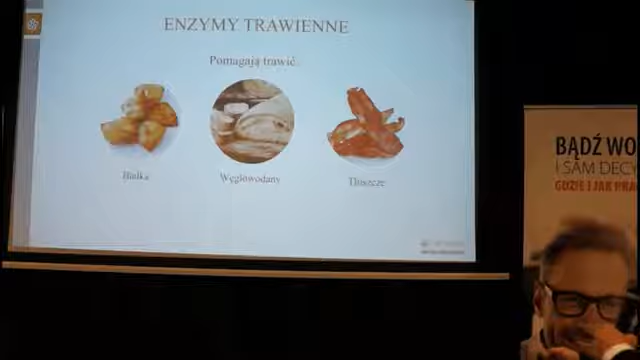 ENZYMY TRAWIENNE
Pomagają trawić:
Białka
Węglowodany
Tłuszcze
BĄDŹ WO
I SAM DECY
GDZIE I JAK PRA